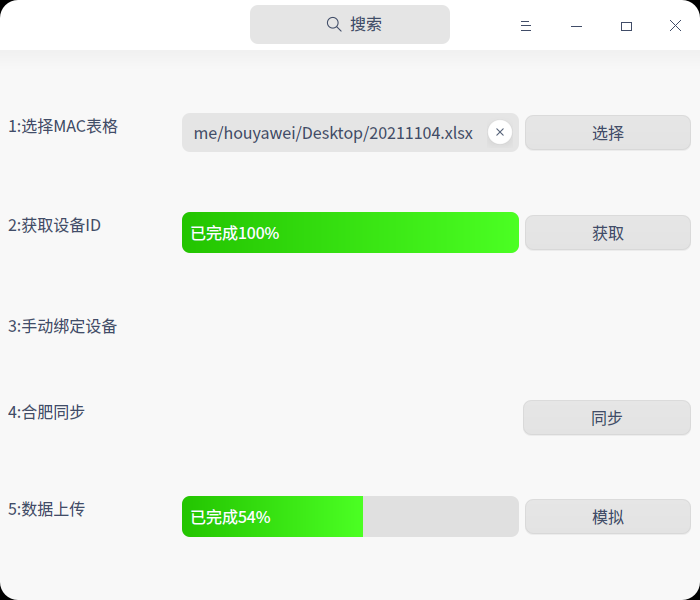 搜索
1:选择MAC表格
me/houyawei/Desktop/20211104.xlsx
选择
2:获取设备ID
已完成100%
获取
3:手动绑定设备
4:合肥同步
同步
5:数据上传
已完成54%
模拟